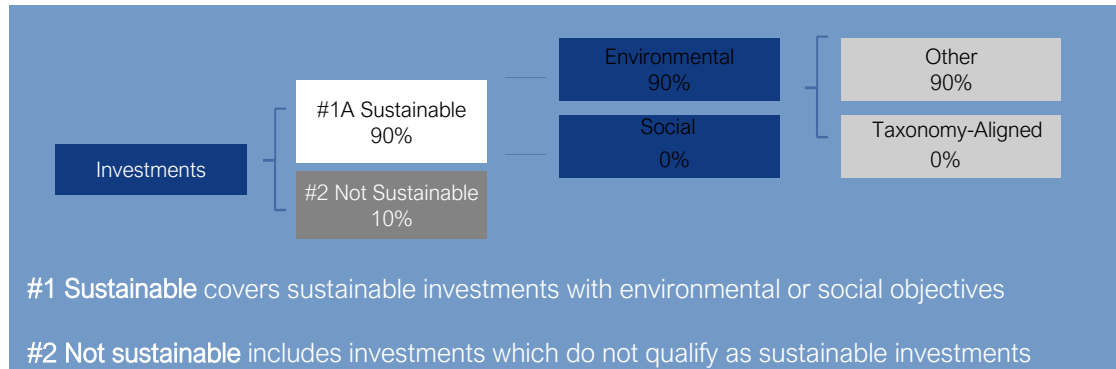 Investments
#1A Sustainable
90%
#2 Not Sustainable
10%
Environmental
90%
Social
0%
Other
90%
Taxonomy-Aligned
0%
#1 Sustainable covers sustainable investments with environmental or social objectives
#2 Not sustainable includes investments which do not qualify as sustainable investments